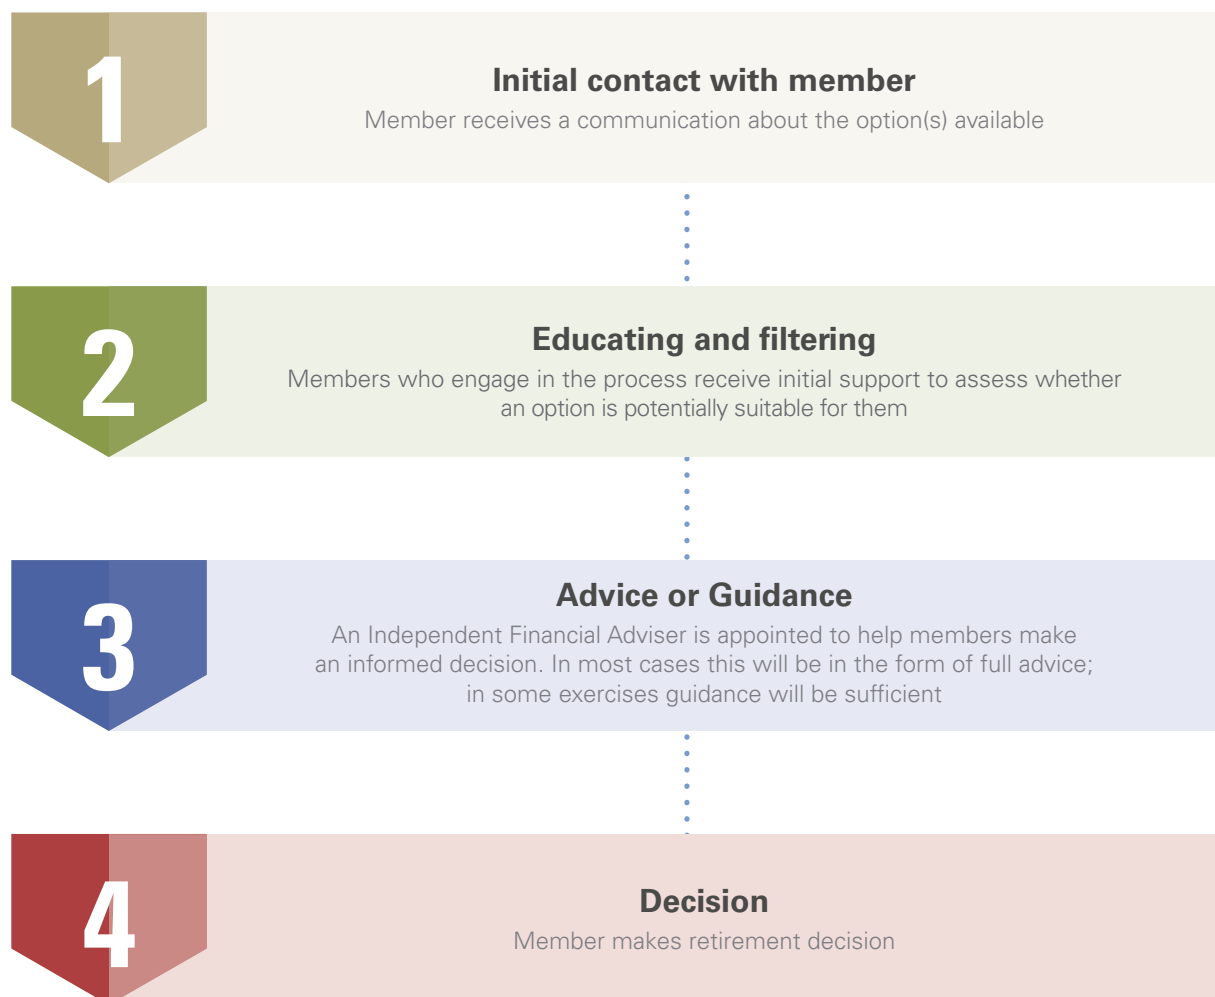 1
Initial contact with member
Member receives a communication about the option(s) available
2
Educating and filtering
Members who engage in the process receive initial support to assess whether
an option is potentially suitable for them
3
Advice or Guidance
An Independent Financial Adviser is appointed to help members make
an informed decision. In most cases this will be in the form of full advice;
in some exercises guidance will be sufficient
4
Decision
Member makes retirement decision